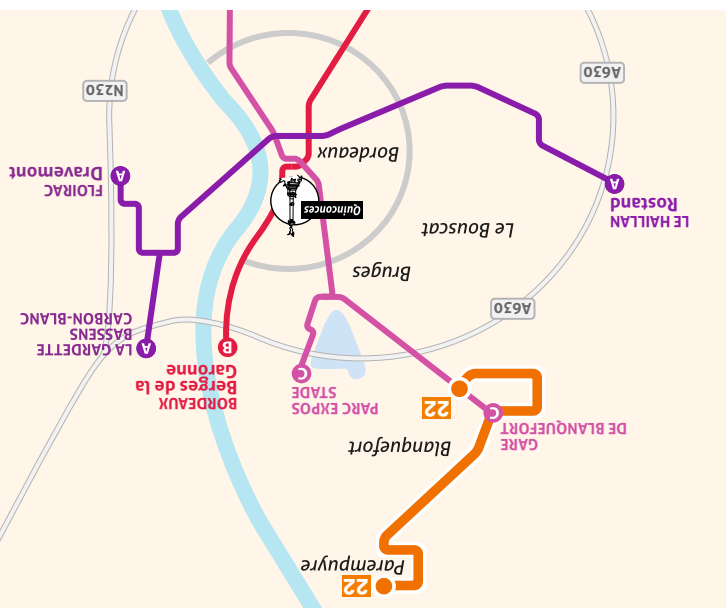 22
Parempuyre
GARE
DE BLANQUEFORT
C
Blanquefort
22
PARC EXPOS
STADE
C
BORDEAUX
Berges de la
Garonne
B
LA GARDETTE
BASSENS
CARBON-BLANC
A
A630
Bruges
Le Bouscat
Quinconces
LE HAILLAN
Rostand
A
FLOIRAC
Dravemont
A
Bordeaux
N230
A630